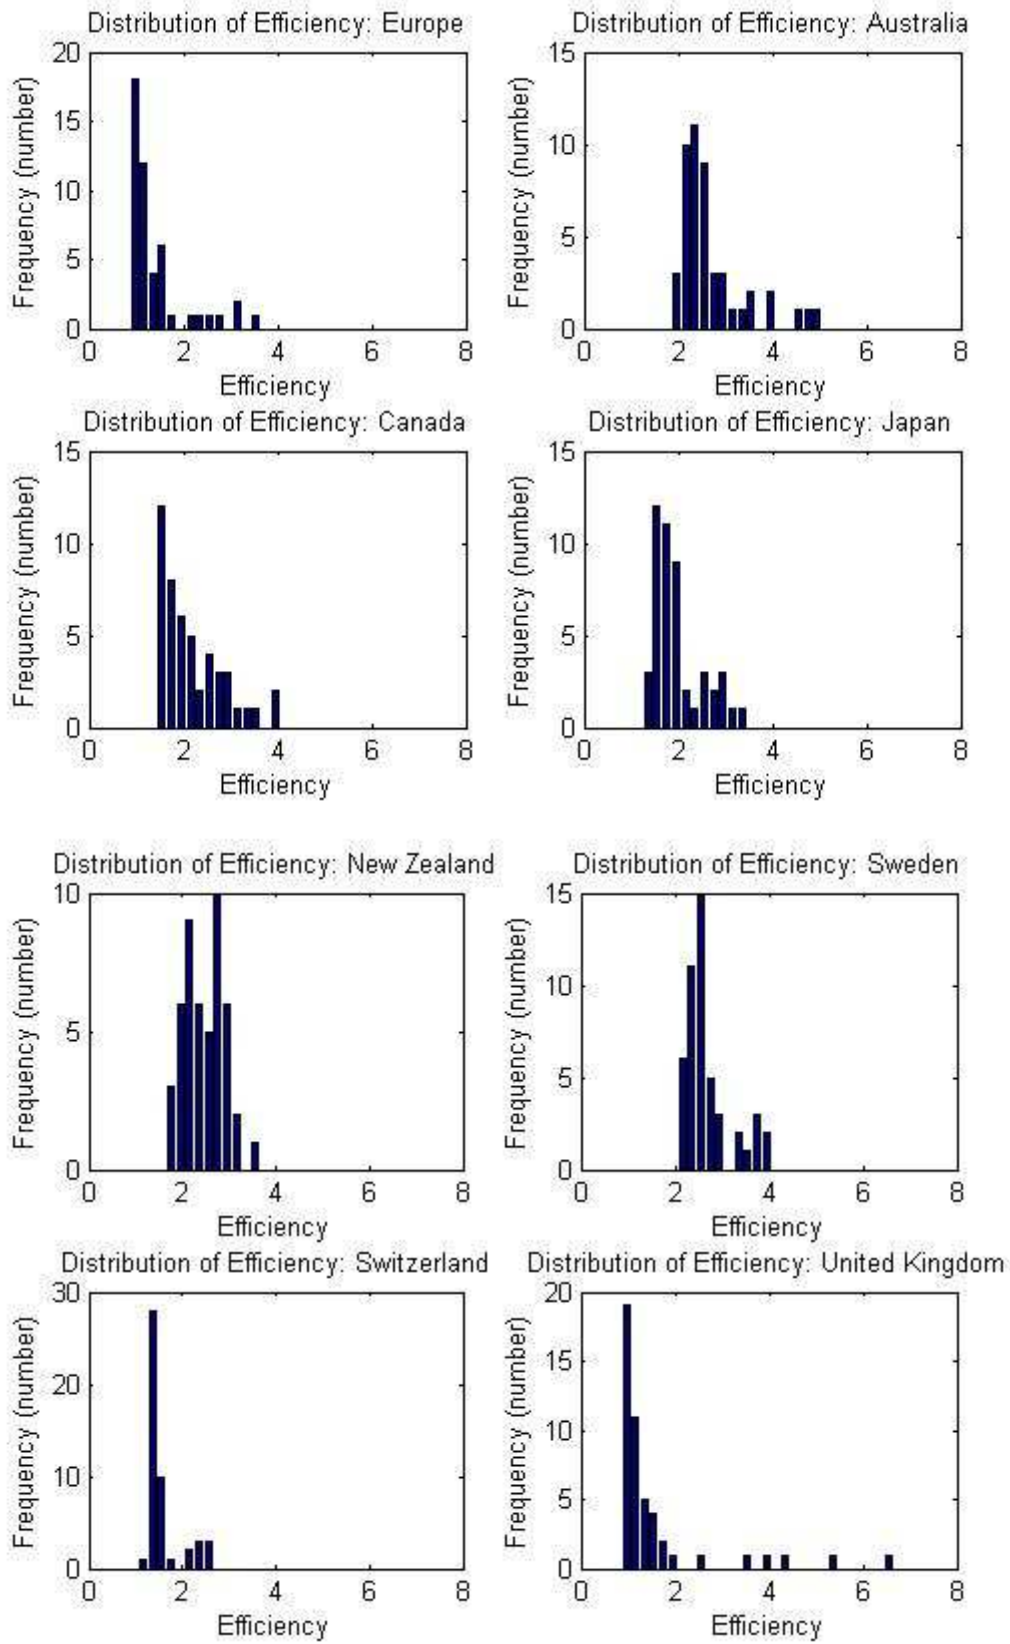 Distribution of Efficiency: Europe
20
15
10
5
0
0 2 4 6 8
Frequency (number)
Efficiency
Distribution of Efficiency: Australia
15
10
5
0
0 2 4 6 8
Frequency (number)
Efficiency
Distribution of Efficiency: Canada
15
10
5
0
0 2 4 6 8
Frequency (number)
Efficiency
Distribution of Efficiency: Japan
15
10
5
0
0 2 4 6 8
Frequency (number)
Efficiency
Distribution of Efficiency: New Zealand
10
5
0
0 2 4 6 8
Frequency (number)
Efficiency
Distribution of Efficiency: Sweden
15
10
5
0
0 2 4 6 8
Frequency (number)
Efficiency
Distribution of Efficiency: Switzerland
30
20
10
0
0 2 4 6 8
Frequency (number)
Efficiency
Distribution of Efficiency: United Kingdom
20
15
10
5
0
0 2 4 6 8
Frequency (number)
Efficiency